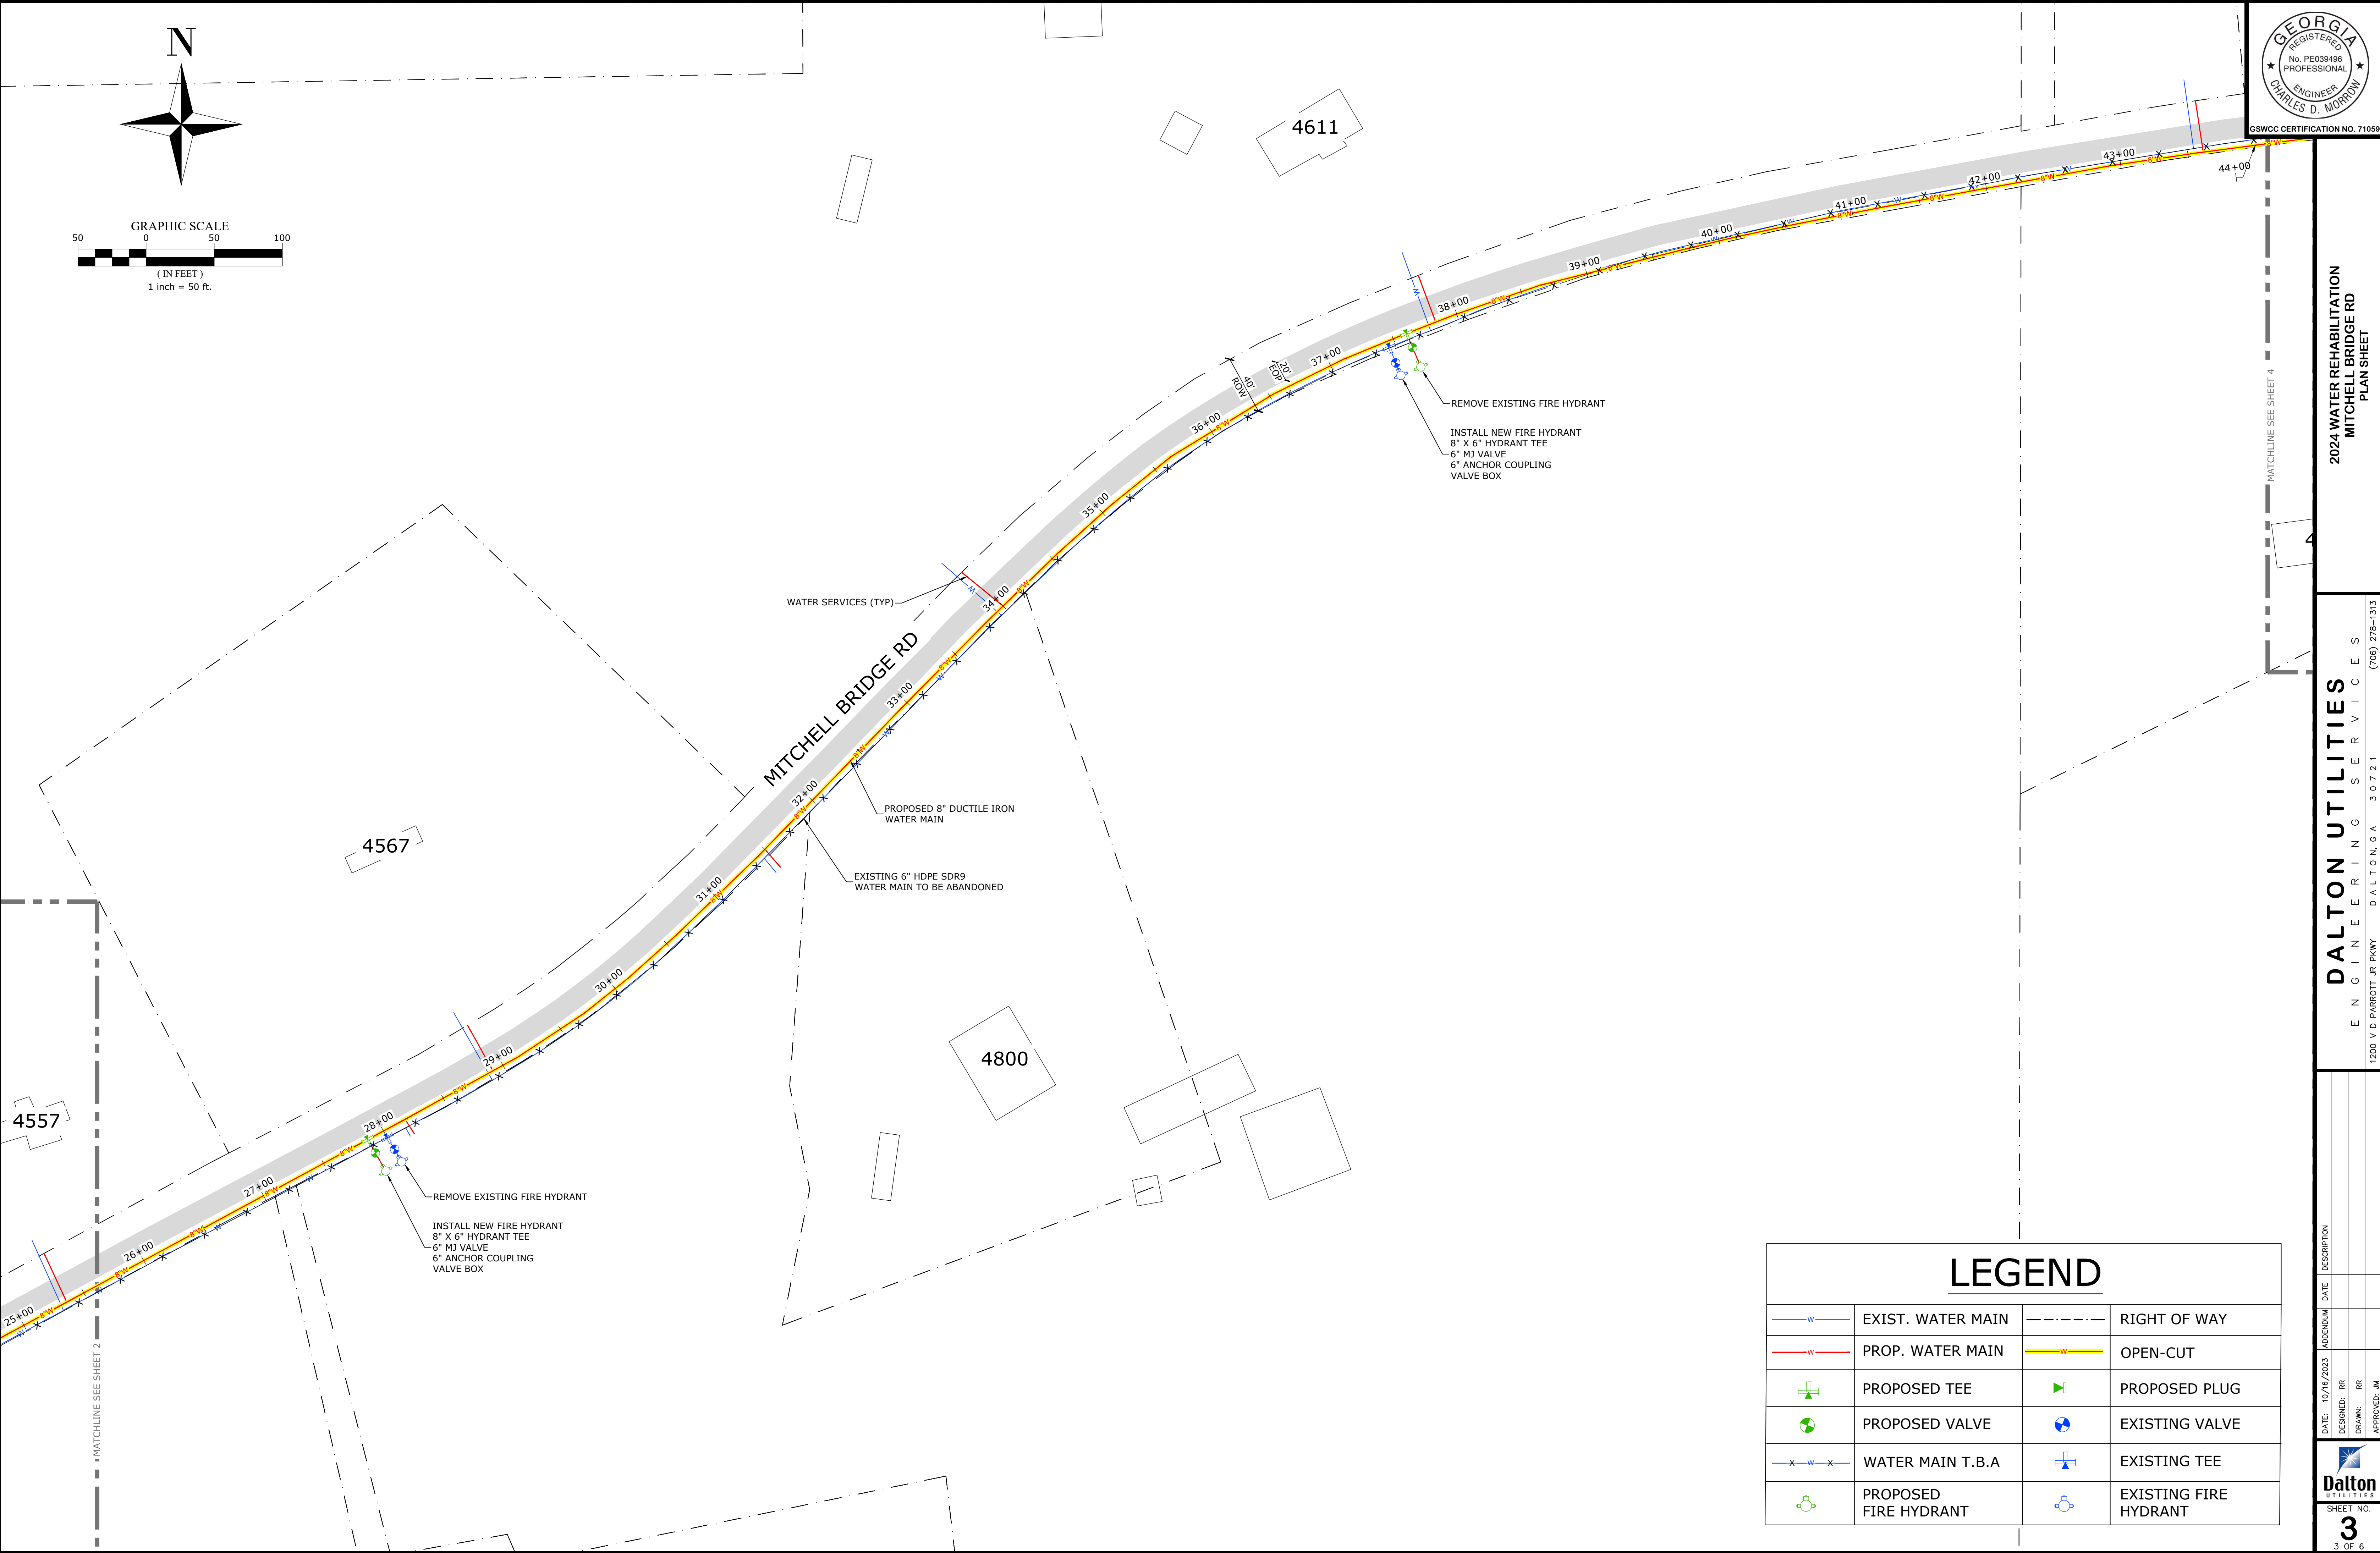 N
GRAPHIC SCALE
50 0 50 100
( IN FEET )
1 inch = 50 ft.
4611
GEORGIA
REGISTERED
No. PE039496
PROFESSIONAL
ENGINEER
CHARLES D. MORROW
GSWCC CERTIFICATION NO. 71059
44+00
43+00
42+00
41+00
40+00
39+00
38+00
37+00
36+00
35+00
34+00
33+00
32+00
31+00
30+00
29+00
28+00
27+00
26+00
25+00
8"W
W
40'
ROW
20'
EOP
REMOVE EXISTING FIRE HYDRANT
INSTALL NEW FIRE HYDRANT
8" X 6" HYDRANT TEE
6" MJ VALVE
6" ANCHOR COUPLING
VALVE BOX
WATER SERVICES (TYP)
MITCHELL BRIDGE RD
PROPOSED 8" DUCTILE IRON
WATER MAIN
EXISTING 6" HDPE SDR9
WATER MAIN TO BE ABANDONED
4567
4800
4557
4
REMOVE EXISTING FIRE HYDRANT
INSTALL NEW FIRE HYDRANT
8" X 6" HYDRANT TEE
6" MJ VALVE
6" ANCHOR COUPLING
VALVE BOX
MATCHLINE SEE SHEET 2
MATCHLINE SEE SHEET 4
LEGEND
W EXIST. WATER MAIN RIGHT OF WAY
W PROP. WATER MAIN W OPEN-CUT
PROPOSED TEE PROPOSED PLUG
PROPOSED VALVE EXISTING VALVE
X W X WATER MAIN T.B.A EXISTING TEE
PROPOSED
FIRE HYDRANT
EXISTING FIRE
HYDRANT
2024 WATER REHABILITATION
MITCHELL BRIDGE RD
PLAN SHEET
DALTON UTILITIES
ENGINEERING SERVICES
1200 V D PARROTT JR PKWY DALTON, GA 30721 (706) 278-1313
DATE: 10/16/2023 ADDENDUM DATE DESCRIPTION
DESIGNED: RR
DRAWN: RR
APPROVED: JM
Dalton
UTILITIES
SHEET NO.
3
3 OF 6